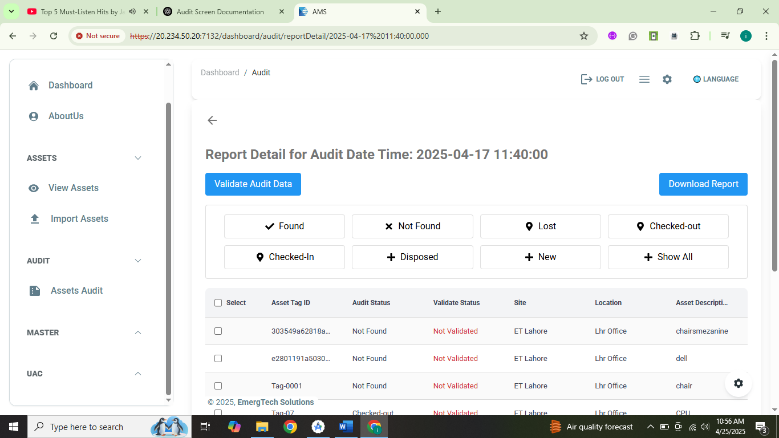 Top 5 Must-Listen Hits by J
Audit Screen Documentation
AMS
Not secure
https://20.234.50.20:7132/dashboard/audit/reportDetail/2025-04-17%2011:40:00.000
Dashboard
AboutUs
ASSETS
View Assets
Import Assets
AUDIT
Assets Audit
MASTER
UAC
Dashboard / Audit
LOG OUT
LANGUAGE
Report Detail for Audit Date Time: 2025-04-17 11:40:00
Validate Audit Data
Download Report
Found
Not Found
Lost
Checked-out
Checked-In
Disposed
New
Show All
Select Asset Tag ID Audit Status Validate Status Site Location Asset Descripti...
303549a62818a... Not Found Not Validated ET Lahore Lhr Office chairsmezanine
e2801191a5030... Not Found Not Validated ET Lahore Lhr Office dell
Tag-0001 Not Found Not Validated ET Lahore Lhr Office chair
Tag-07 Checked-out Not Validated ET Lahore Lhr Office CPU
© 2025, EmergTech Solutions
Type here to search
Air quality forecast
10:56 AM
4/25/2025
3